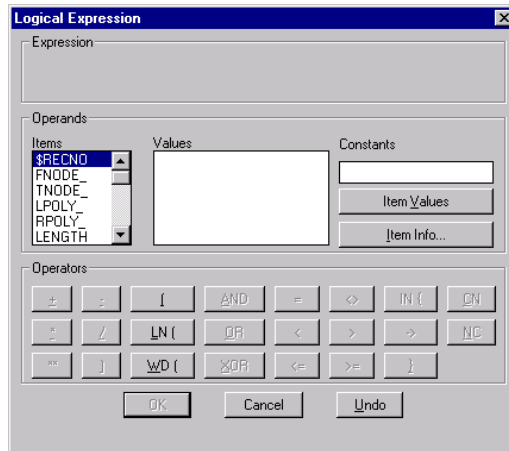 Logical Expression
Expression
Operands
Items Values Constants
$RECNO
FNODE_
TNODE_
LPOLY_
RPOLY_
LENGTH
Item Values
Item Info...
Operators
+ - ( AND = <> IN { CN
* / LN ( OR < > -> NC
** ) WD ( XOR <= >= }
OK Cancel Undo